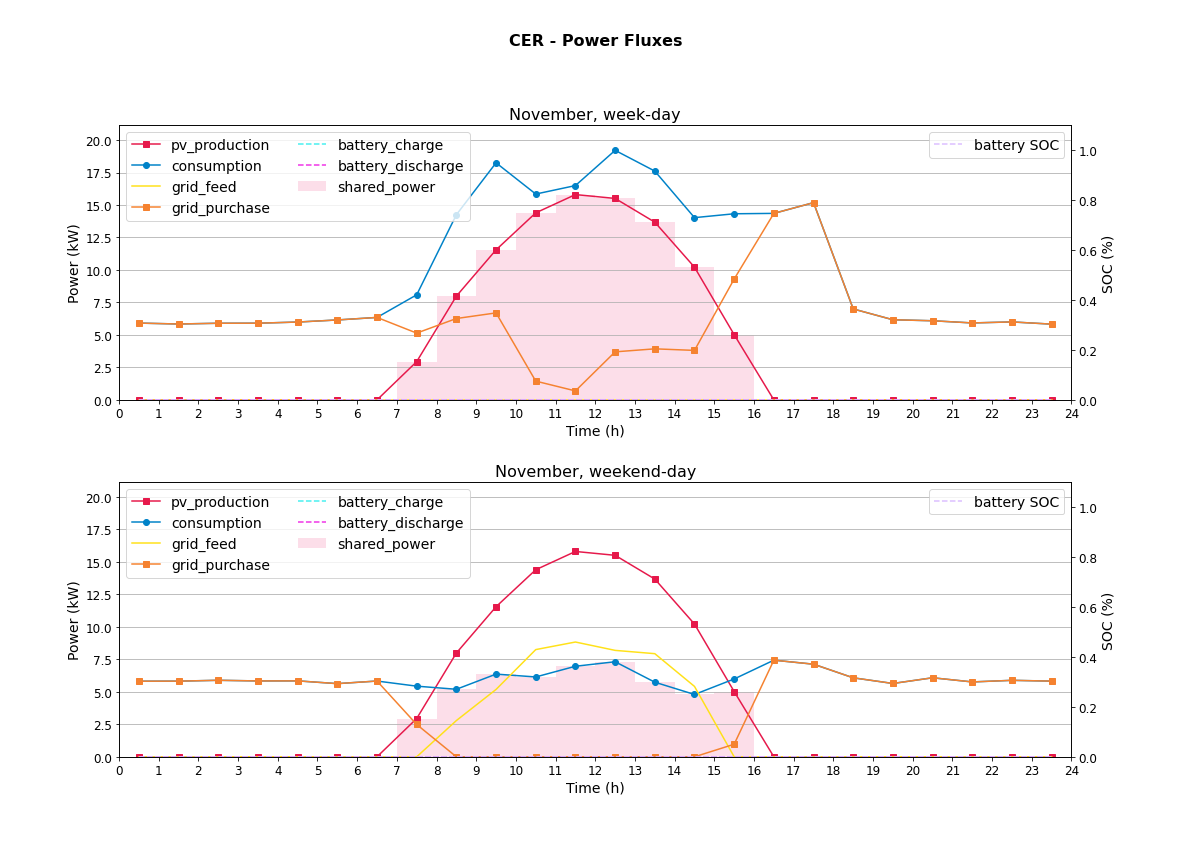 CER - Power Fluxes
November, week-day
pv_production
consumption
grid_feed
grid_purchase
battery_charge
battery_discharge
shared_power
battery SOC
20.0
17.5
15.0
12.5
10.0
7.5
5.0
2.5
0.0
Power (kW)
1.0
0.8
0.6
0.4
0.2
0.0
SOC (%)
0 1 2 3 4 5 6 7 8 9 10 11 12 13 14 15 16 17 18 19 20 21 22 23 24
Time (h)
November, weekend-day
pv_production
consumption
grid_feed
grid_purchase
battery_charge
battery_discharge
shared_power
battery SOC
20.0
17.5
15.0
12.5
10.0
7.5
5.0
2.5
0.0
Power (kW)
1.0
0.8
0.6
0.4
0.2
0.0
SOC (%)
0 1 2 3 4 5 6 7 8 9 10 11 12 13 14 15 16 17 18 19 20 21 22 23 24
Time (h)